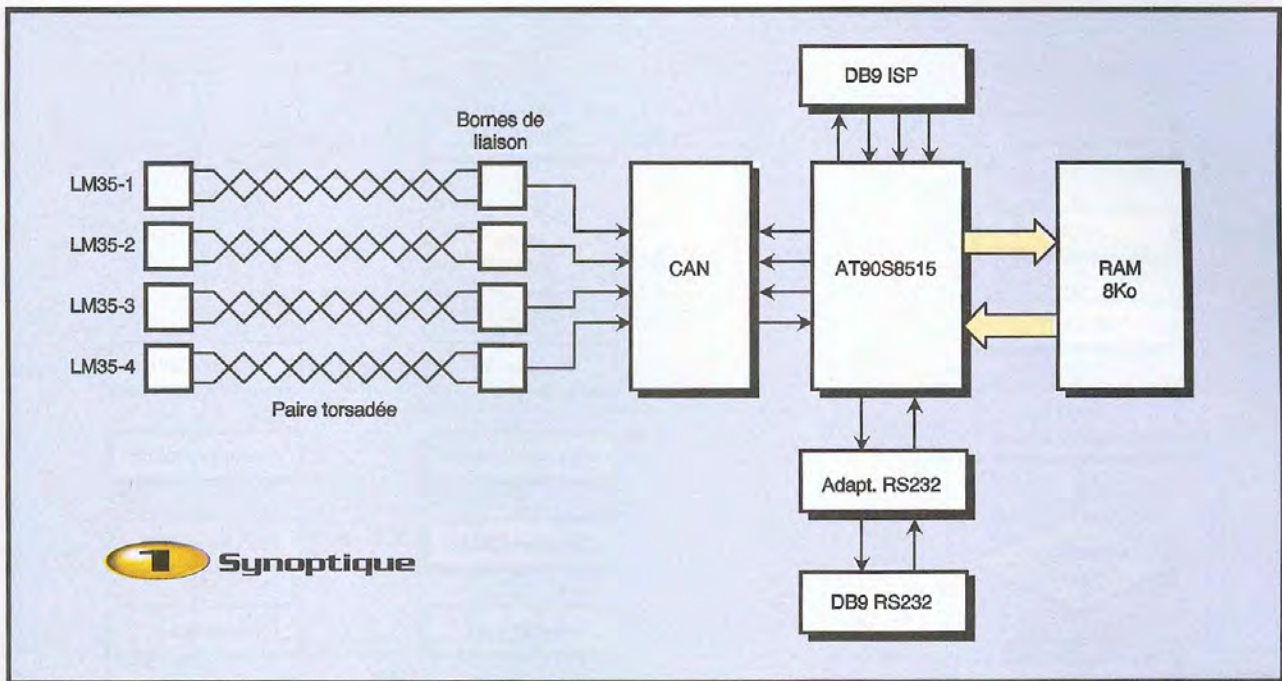 DB9 ISP
Bornes de
liaison
LM35-1
LM35-2
LM35-3
LM35-4
Paire torsadée
CAN
AT90S8515
RAM
8Ko
Adapt. RS232
DB9 RS232
1 Synoptique